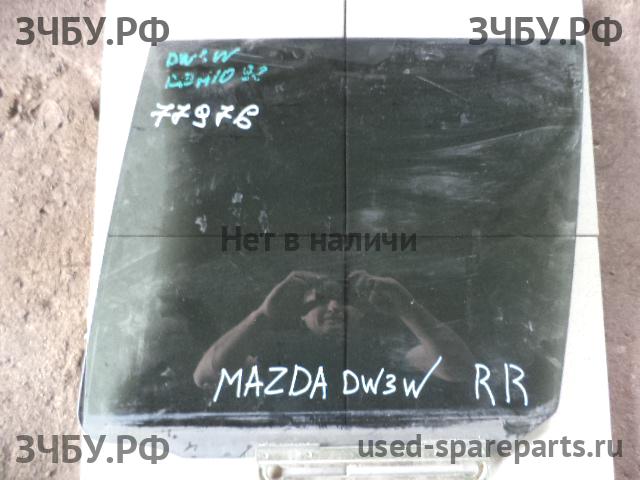 ЗЧБУ.РФ ЗЧБУ.РФ
DW3W
77976
Нет в наличи
MAZDA DW3W RR
ЗЧБУ.РФ used-spareparts.ru